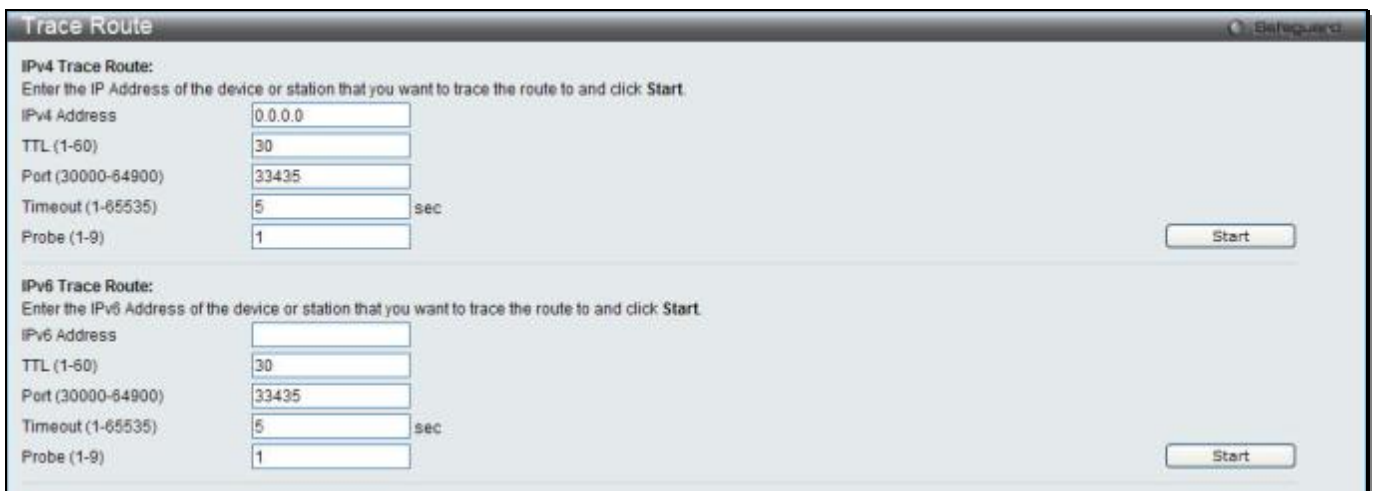 Trace Route
Safeguard
IPv4 Trace Route:
Enter the IP Address of the device or station that you want to trace the route to and click Start.
IPv4 Address 0.0.0.0
TTL (1-60) 30
Port (30000-64900) 33435
Timeout (1-65535) 5 sec
Probe (1-9) 1 Start
IPv6 Trace Route:
Enter the IPv6 Address of the device or station that you want to trace the route to and click Start.
IPv6 Address
TTL (1-60) 30
Port (30000-64900) 33435
Timeout (1-65535) 5 sec
Probe (1-9) 1 Start